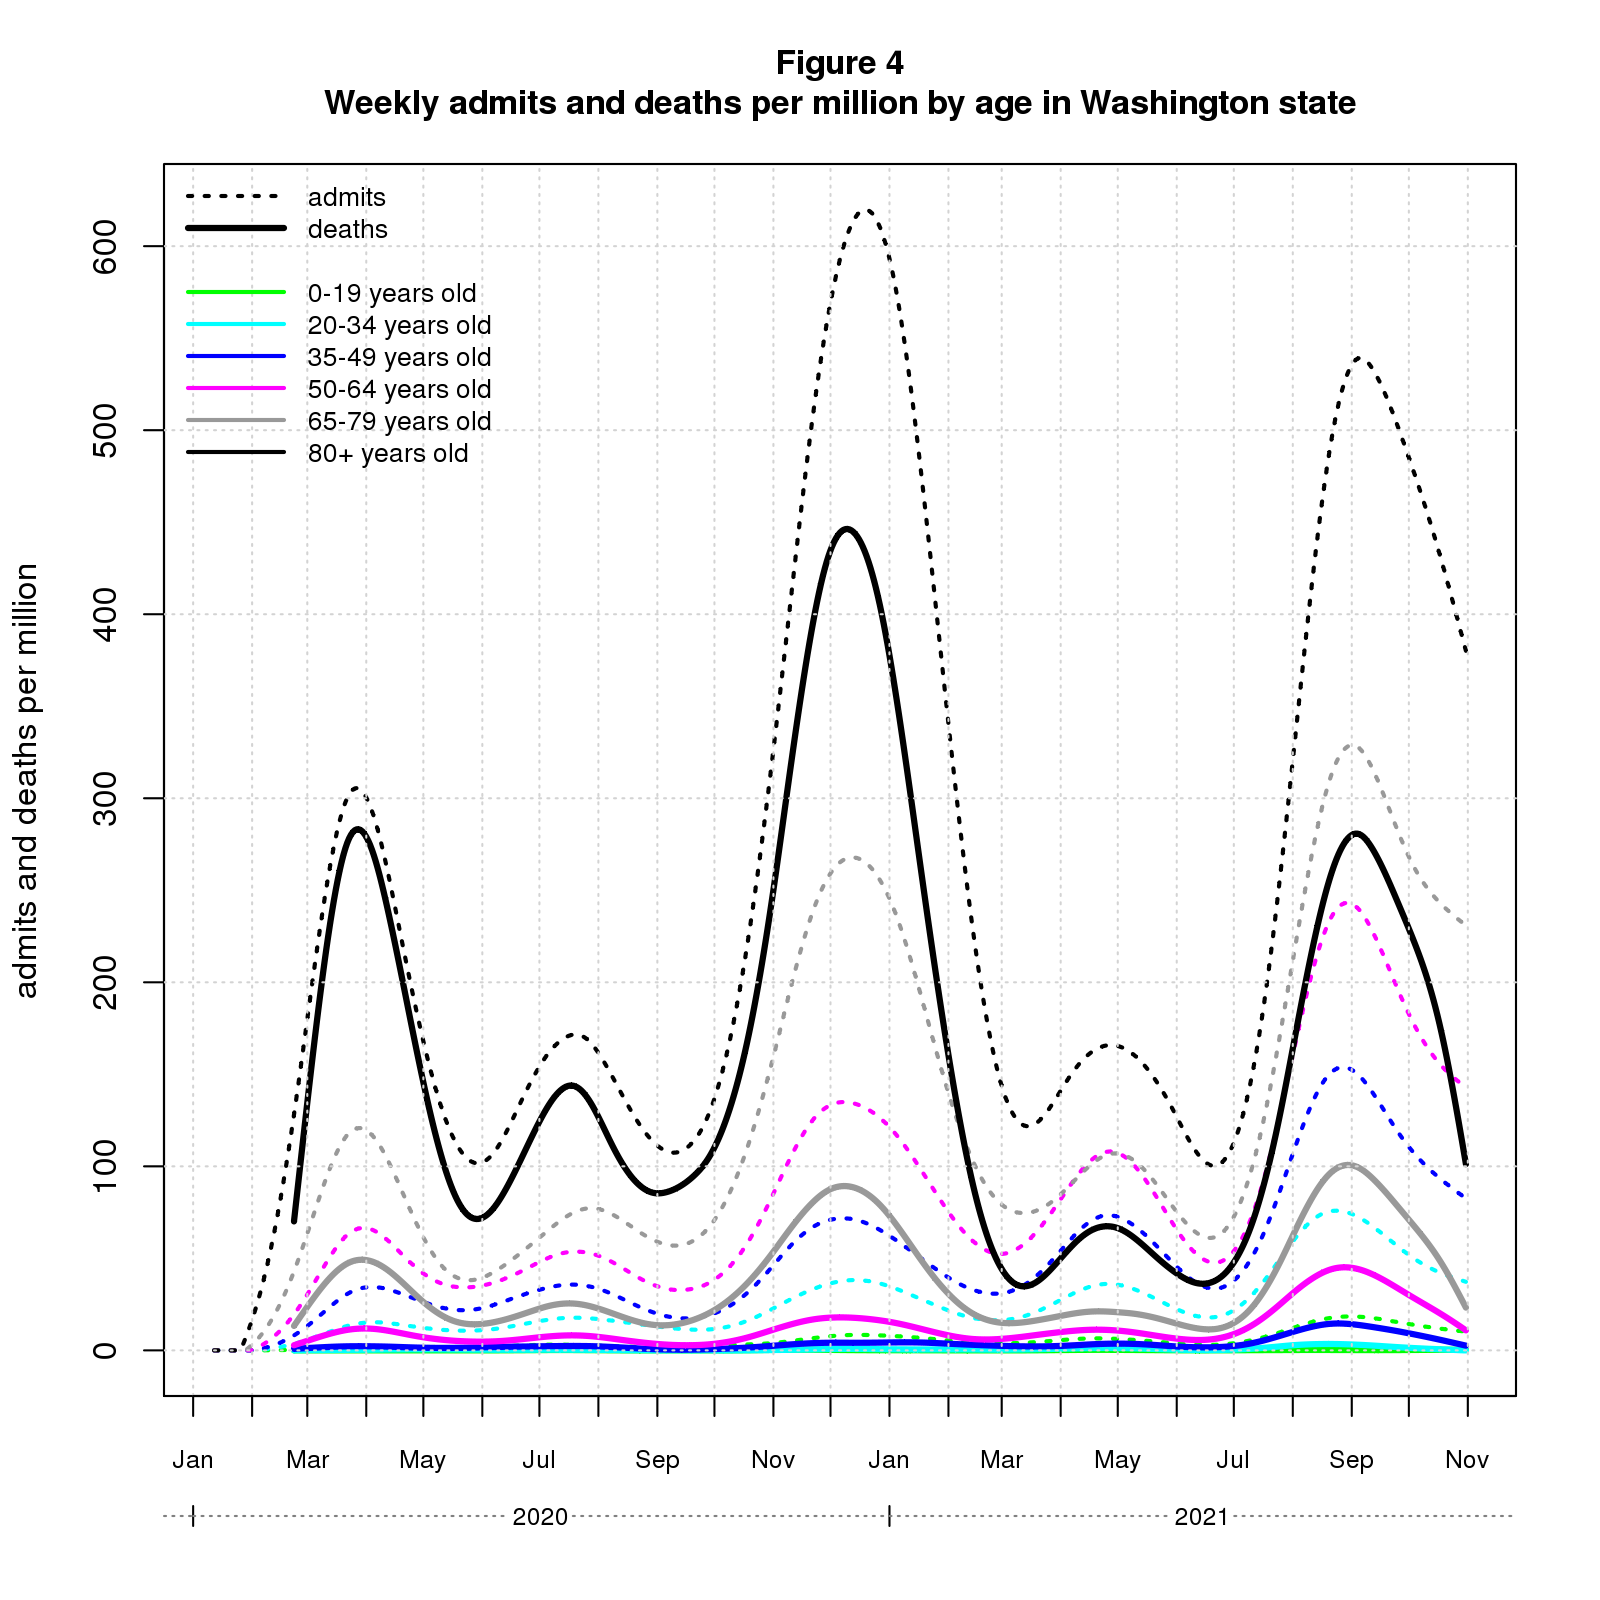 Figure 4
Weekly admits and deaths per million by age in Washington state
admits
deaths
0-19 years old
20-34 years old
35-49 years old
50-64 years old
65-79 years old
80+ years old
admits and deaths per million
600
500
400
300
200
100
0
Jan Mar May Jul Sep Nov Jan Mar May Jul Sep Nov
2020 2021